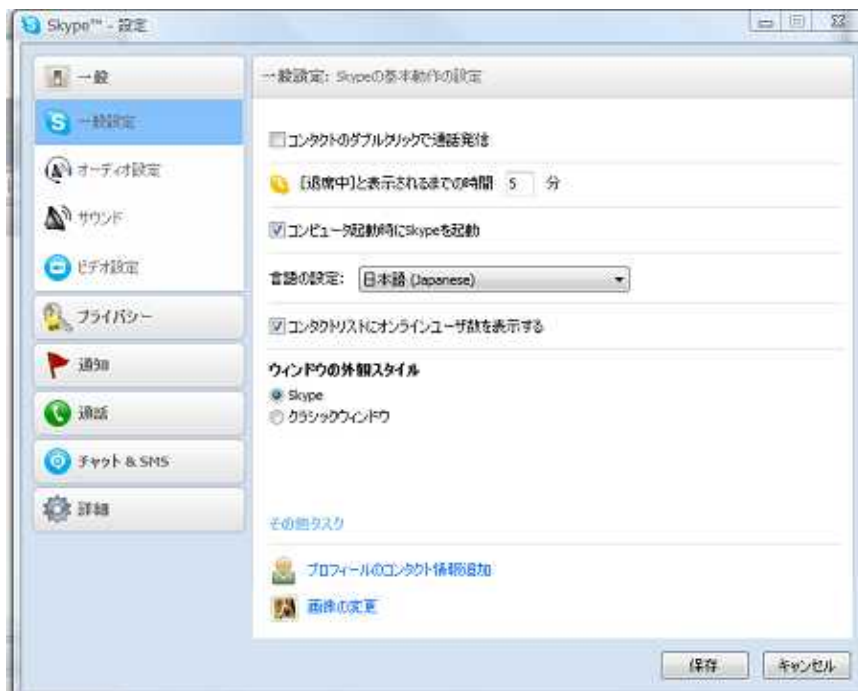 Skype™ - 設定
一般
一般設定
オーディオ設定
サウンド
ビデオ設定
プライバシー
通知
通話
チャット & SMS
詳細
一般設定: Skypeの基本動作の設定
コンタクトのダブルクリックで通話発信
[退席中]と表示されるまでの時間 5 分
コンピュータ起動時にSkypeを起動
言語の設定: 日本語 (Japanese)
コンタクトリストにオンラインユーザ数を表示する
ウィンドウの外観スタイル
Skype
クラシックウィンドウ
その他タスク
プロフィールのコンタクト情報追加
画像の変更
保存 キャンセル